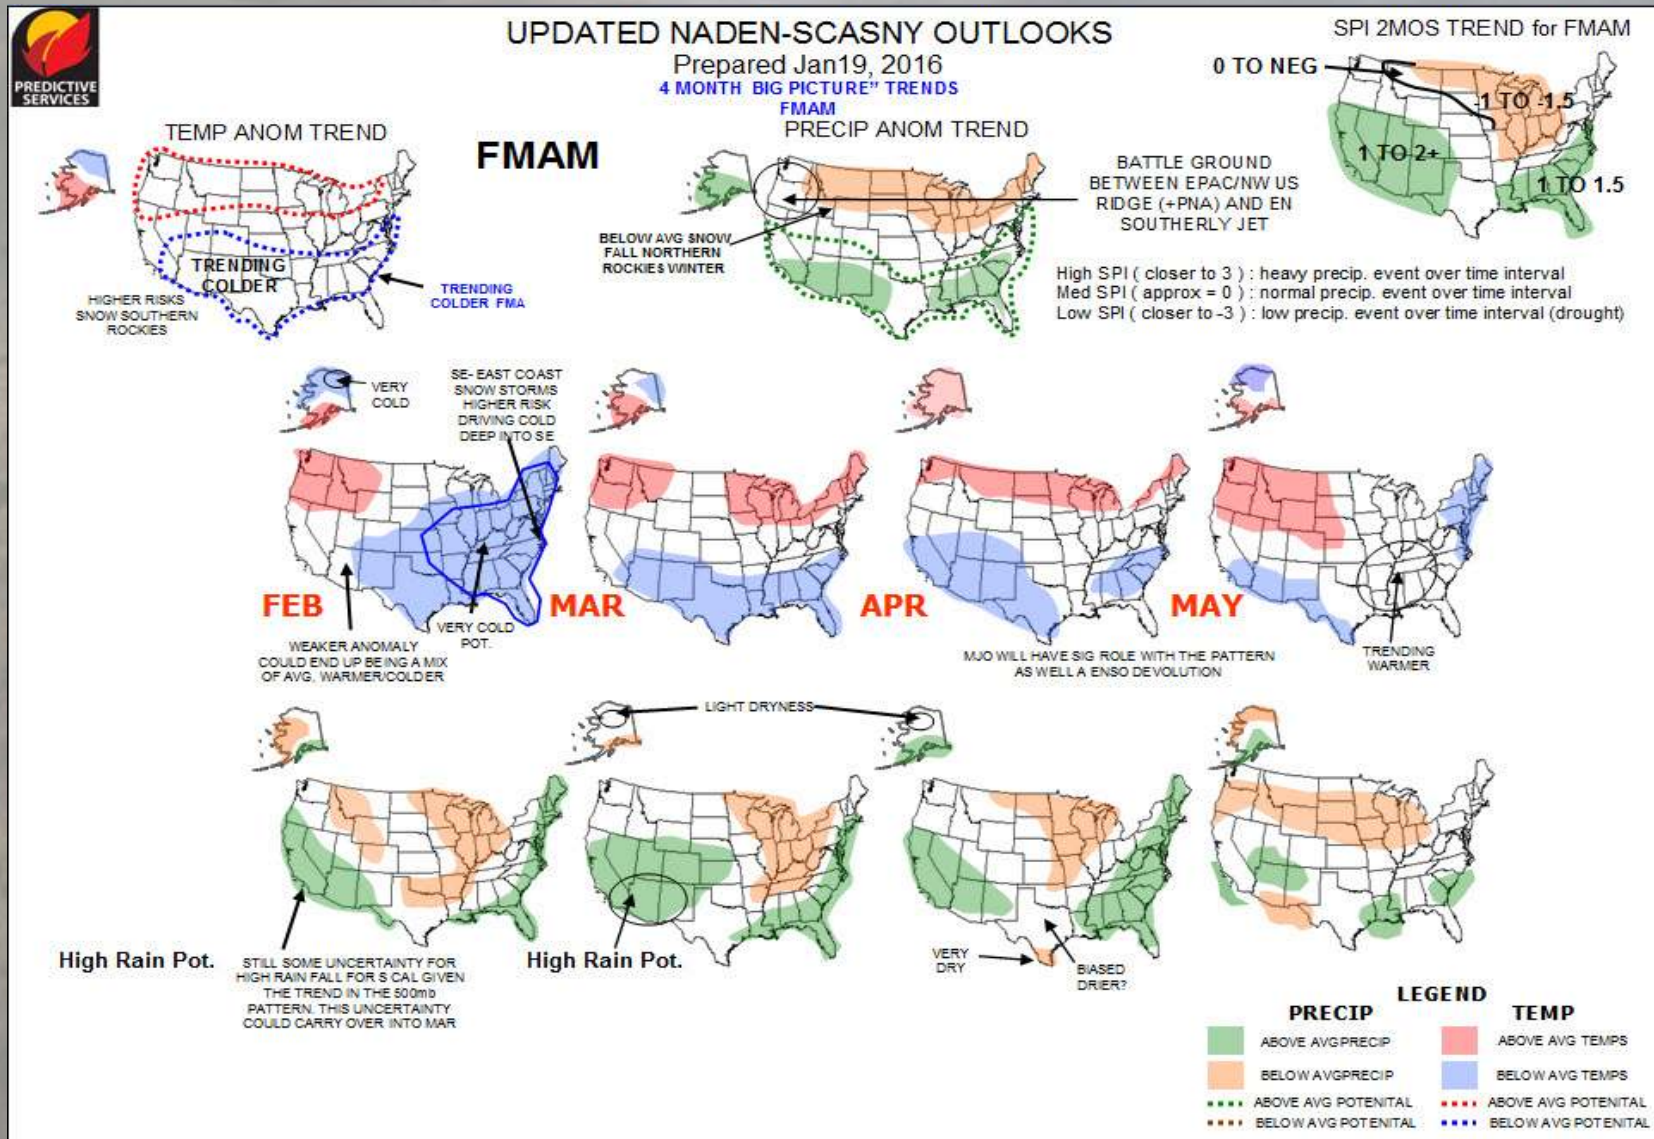 PREDICTIVE
SERVICES
UPDATED NADEN-SCASNY OUTLOOKS
Prepared Jan19, 2016
4 MONTH BIG PICTURE" TRENDS
FMAM
SPI 2MOS TREND for FMAM
0 TO NEG
-1 TO -1.5
1 TO 2+
1 TO 1.5
TEMP ANOM TREND
FMAM
PRECIP ANOM TREND
TRENDING
COLDER
HIGHER RISKS
SNOW SOUTHERN
ROCKIES
TRENDING
COLDER FMA
BELOW AVG SNOW
FALL NORTHERN
ROCKIES WINTER
BATTLE GROUND
BETWEEN EPAC/NW US
RIDGE (+PNA) AND EN
SOUTHERLY JET
High SPI ( closer to 3 ) : heavy precip. event over time interval
Med SPI ( approx = 0 ) : normal precip. event over time interval
Low SPI ( closer to -3 ) : low precip. event over time interval (drought)
VERY
COLD
SE- EAST COAST
SNOW STORMS
HIGHER RISK
DRIVING COLD
DEEP INTO SE
FEB
MAR
APR
MAY
WEAKER ANOMALY
COULD END UP BEING A MIX
OF AVG, WARMER/COLDER
VERY COLD
POT.
MJO WILL HAVE SIG ROLE WITH THE PATTERN
AS WELL A ENSO DEVOLUTION
TRENDING
WARMER
LIGHT DRYNESS
High Rain Pot.
STILL SOME UNCERTAINTY FOR
HIGH RAIN FALL FOR S CAL GIVEN
THE TREND IN THE 500mb
PATTERN. THIS UNCERTAINTY
COULD CARRY OVER INTO MAR
High Rain Pot.
VERY
DRY
BIASED
DRIER?
LEGEND
PRECIP
TEMP
ABOVE AVGPRECIP
ABOVE AVG TEMPS
BELOW AVGPRECIP
BELOW AVG TEMPS
ABOVE AVG POTENITAL
ABOVE AVG POTENITAL
BELOW AVG POTENITAL
BELOW AVG POTENITAL